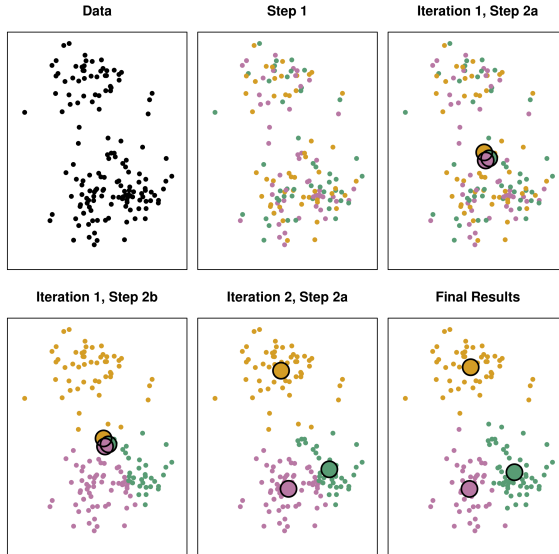 Data
Step 1
Iteration 1, Step 2a
Iteration 1, Step 2b
Iteration 2, Step 2a
Final Results